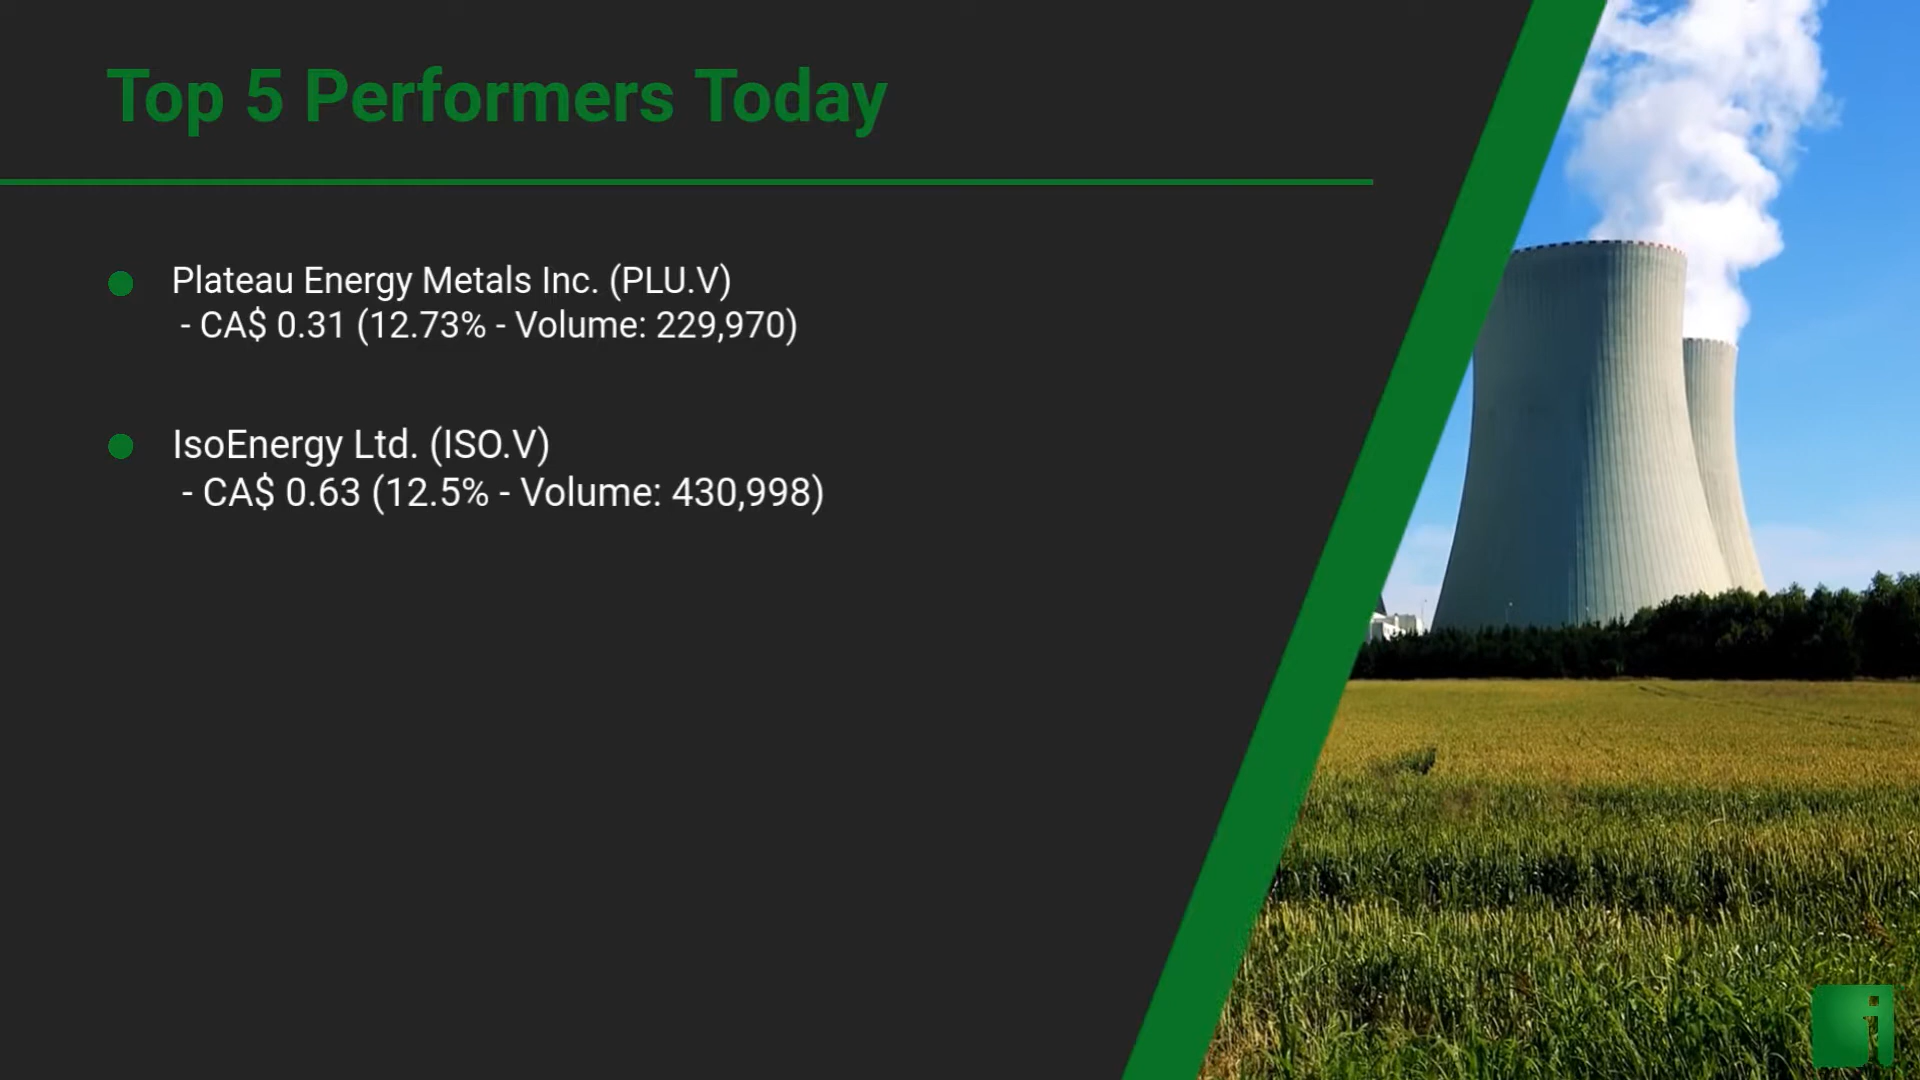 Top 5 Performers Today
Plateau Energy Metals Inc. (PLU.V)
- CA$ 0.31 (12.73% - Volume: 229,970)
IsoEnergy Ltd. (ISO.V)
- CA$ 0.63 (12.5% - Volume: 430,998)
i